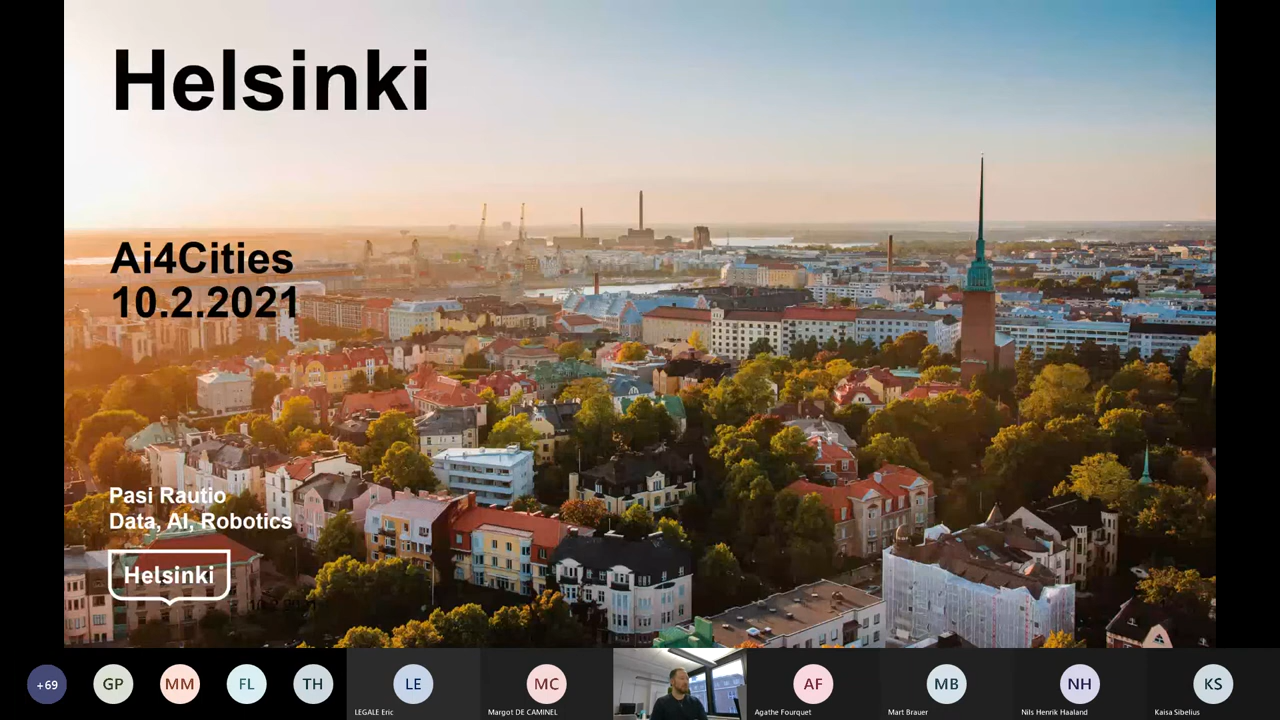 Helsinki
Ai4Cities
10.2.2021
Pasi Rautio
Data, AI, Robotics
Helsinki
+69
GP
MM
FL
TH
LE
LEGALE Eric
MC
Margot DE CAMINEL
AF
Agathe Fourquet
MB
Mart Brauer
NH
Nils Henrik Haaland
KS
Kaisa Sibelius